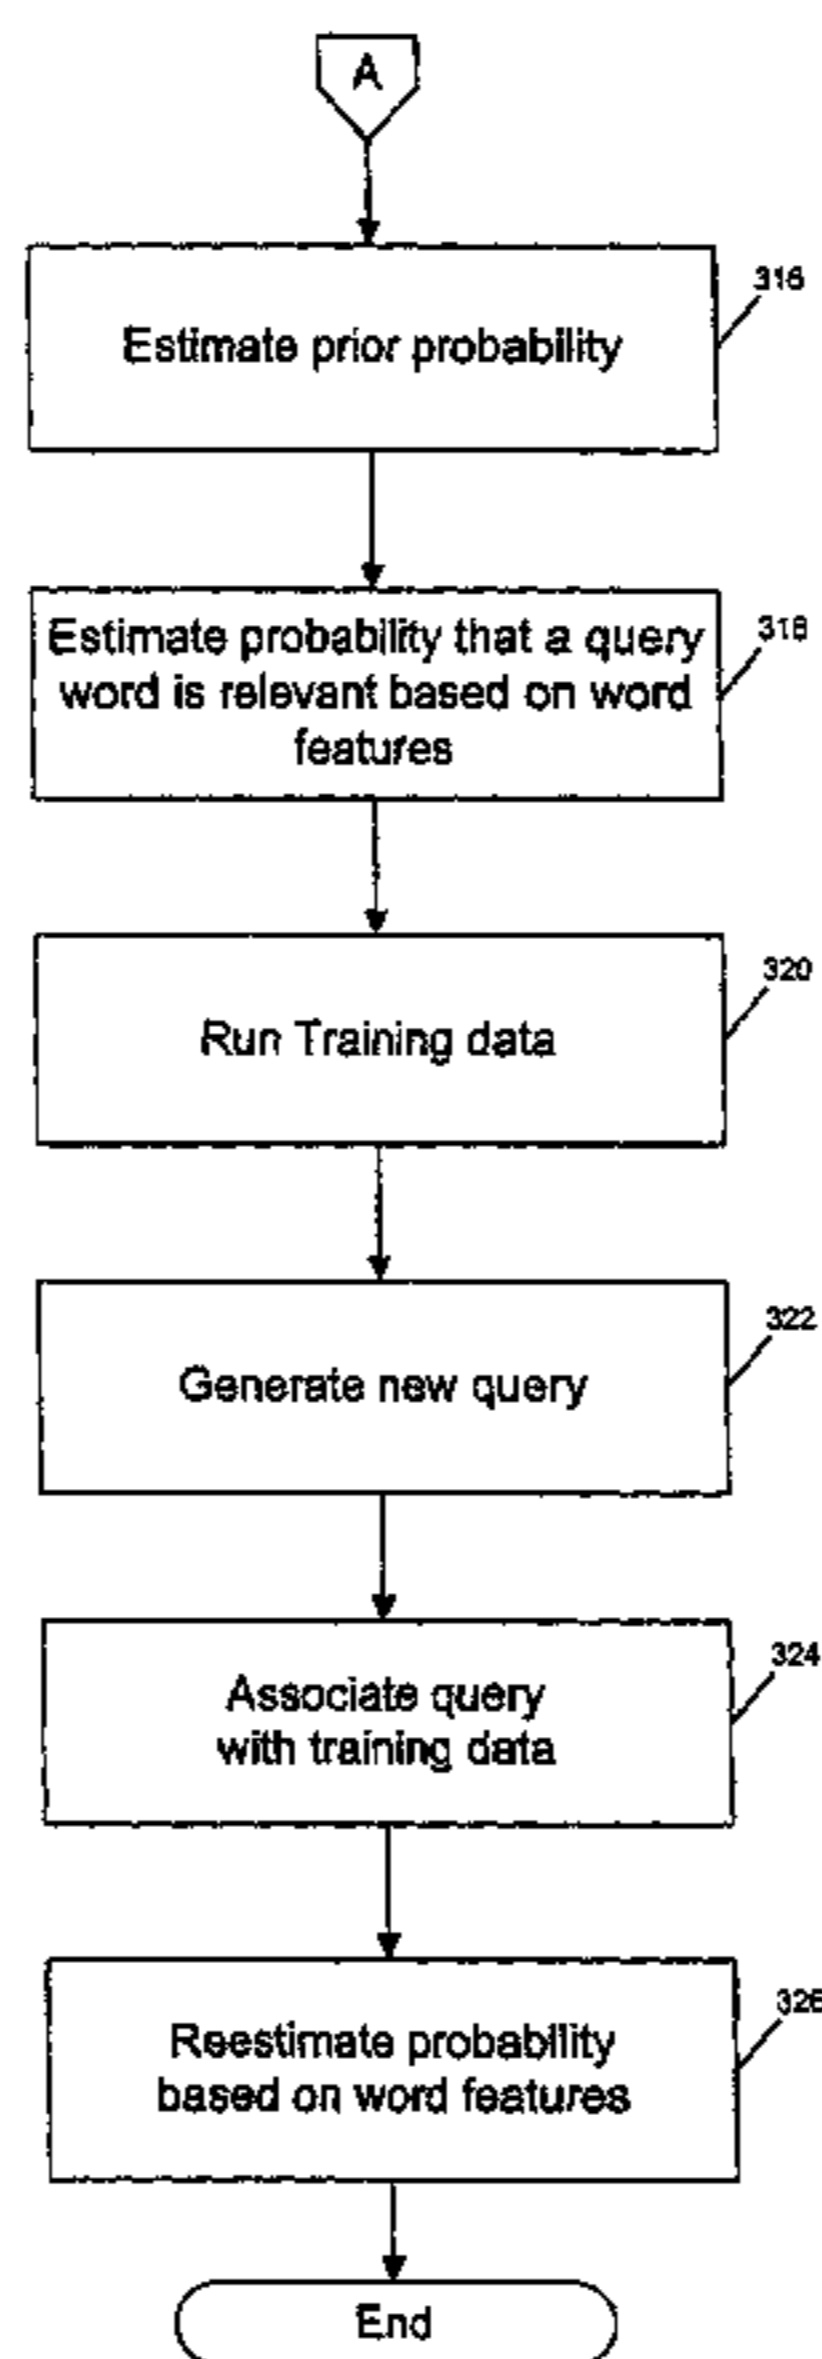 A
316
Estimate prior probability
318
Estimate probability that a query
word is relevant based on word
features
320
Run Training data
322
Generate new query
324
Associate query
with training data
326
Reestimate probability
based on word features
End